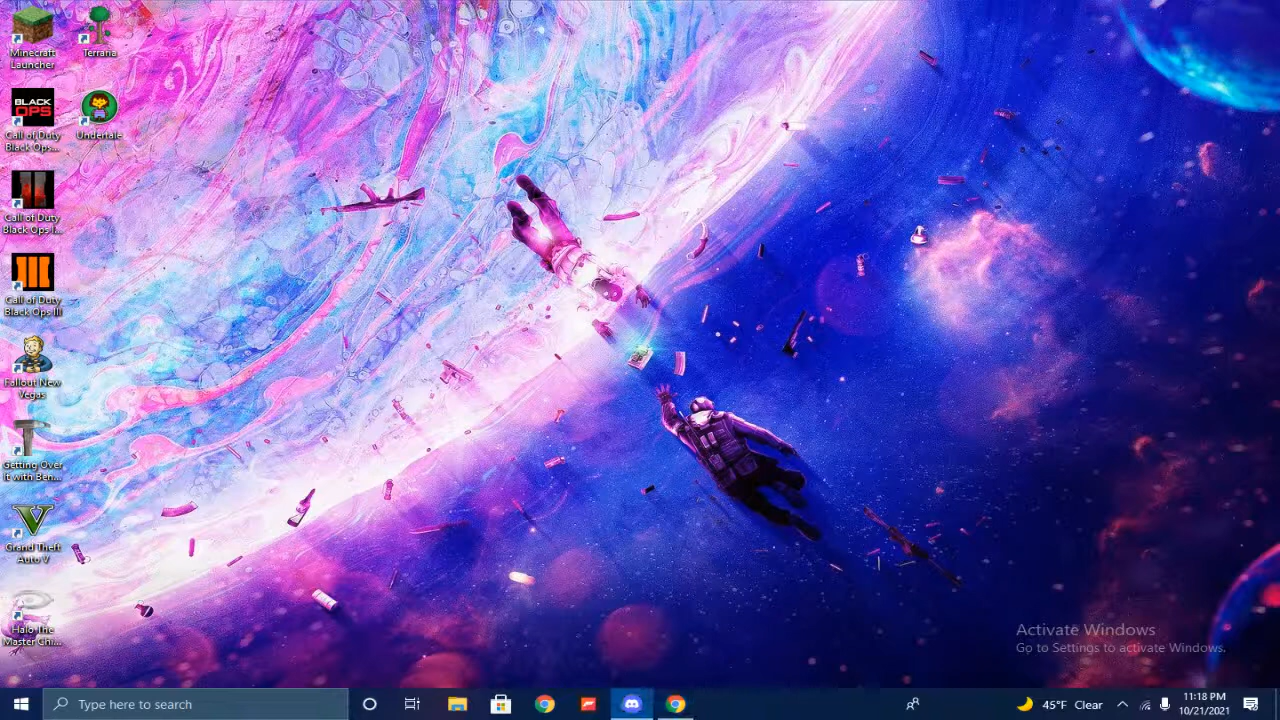 Minecraft
Launcher
Terraria
BLACK
OPS
Call of Duty
Black Ops...
Undertale
Call of Duty
Black Ops I...
Call of Duty
Black Ops III
Fallout New
Vegas
Getting Over
it with Ben...
Grand Theft
Auto V
Halo The
Master Chi...
Activate Windows
Go to Settings to activate Windows.
Type here to search
45°F Clear
11:18 PM
10/21/2021